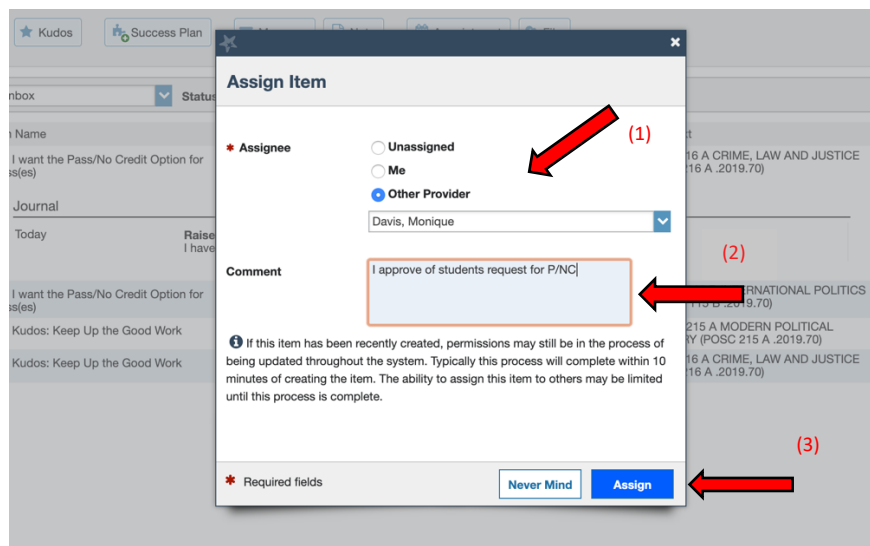 Kudos
Success Plan
Assign Item
nbox
Status
n Name
* Assignee
Unassigned
(1)
I want the Pass/No Credit Option for
ss(es)
Me
16 A CRIME, LAW AND JUSTICE
16 A .2019.70)
Other Provider
Journal
Davis, Monique
Today
Raise
I have
(2)
Comment
I approve of students request for P/NC
I want the Pass/No Credit Option for
ss(es)
ERNATIONAL POLITICS
.2019.70)
Kudos: Keep Up the Good Work
215 A MODERN POLITICAL
RY (POSC 215 A .2019.70)
If this item has been recently created, permissions may still be in the process of
being updated throughout the system. Typically this process will complete within 10
minutes of creating the item. The ability to assign this item to others may be limited
until this process is complete.
Kudos: Keep Up the Good Work
16 A CRIME, LAW AND JUSTICE
16 A .2019.70)
(3)
* Required fields
Never Mind
Assign